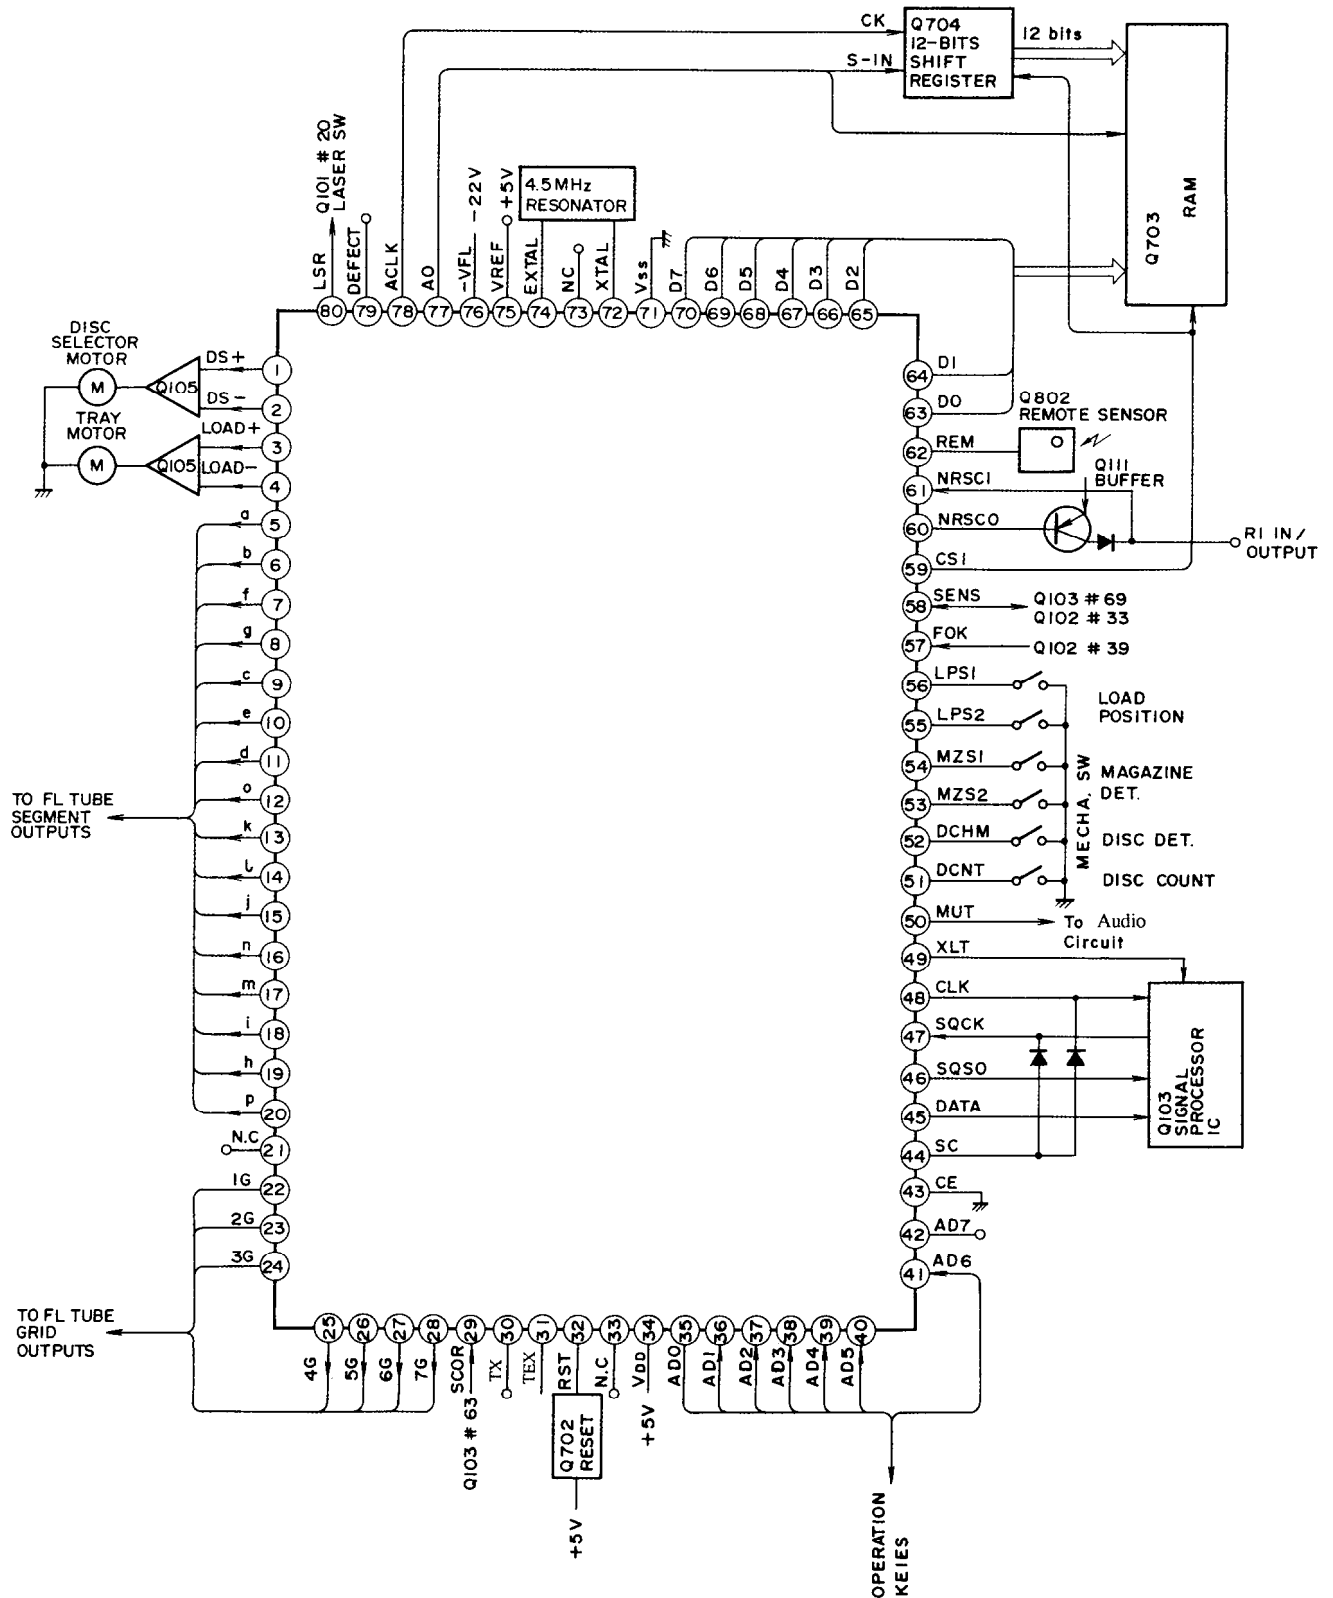 CK
Q704
12-BITS
SHIFT
REGISTER
12 bits
S-IN
Q703
RAM
Q101 # 20
LASER SW
-22V
+5V
4.5MHz
RESONATOR
LSR
DEFECT
ACLK
AO
-VFL
VREF
EXTAL
NC
XTAL
Vss
D7
D6
D5
D4
D3
D2
80
79
78
77
76
75
74
73
72
71
70
69
68
67
66
65
DISC
SELECTOR
MOTOR
M
Q105
DS+
1
DS-
2
TRAY
MOTOR
M
Q105
LOAD+
3
LOAD-
4
a
5
b
6
f
7
g
8
c
9
e
10
d
11
o
12
k
13
l
14
j
15
n
16
m
17
i
18
h
19
p
20
TO FL TUBE
SEGMENT
OUTPUTS
N.C
21
1G
22
2G
23
3G
24
TO FL TUBE
GRID
OUTPUTS
64 D1
63 D0
62 REM
Q802
REMOTE SENSOR
61 NRSC1
Q111
BUFFER
60 NRSCO
R1 IN/
OUTPUT
59 CS1
58 SENS
Q103 # 69
Q102 # 33
57 FOK
Q102 # 39
56 LPS1
LOAD
POSITION
55 LPS2
54 MZS1
MAGAZINE
DET.
53 MZS2
MECHA. SW
52 DCHM
DISC DET.
51 DCNT
DISC COUNT
50 MUT
To Audio
Circuit
49 XLT
48 CLK
47 SQCK
46 SQSO
45 DATA
44 SC
Q103
SIGNAL
PROCESSOR
IC
43 CE
42 AD7
41 AD6
25
26
27
28
29
30
31
32
33
34
35
36
37
38
39
40
4G
5G
6G
7G
SCOR
TX
TEX
RST
N.C
VDD
AD0
AD1
AD2
AD3
AD4
AD5
Q103 # 63
Q702
RESET
+5V
+5V
OPERATION
KEIES